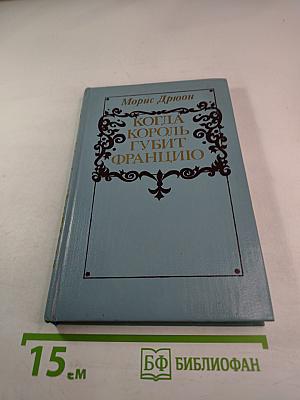 Морис Дрюон
КОГДА
КОРОЛЬ
ГУБИТ
ФРАНЦИЮ
15 см
БФ БИБЛИОФАН